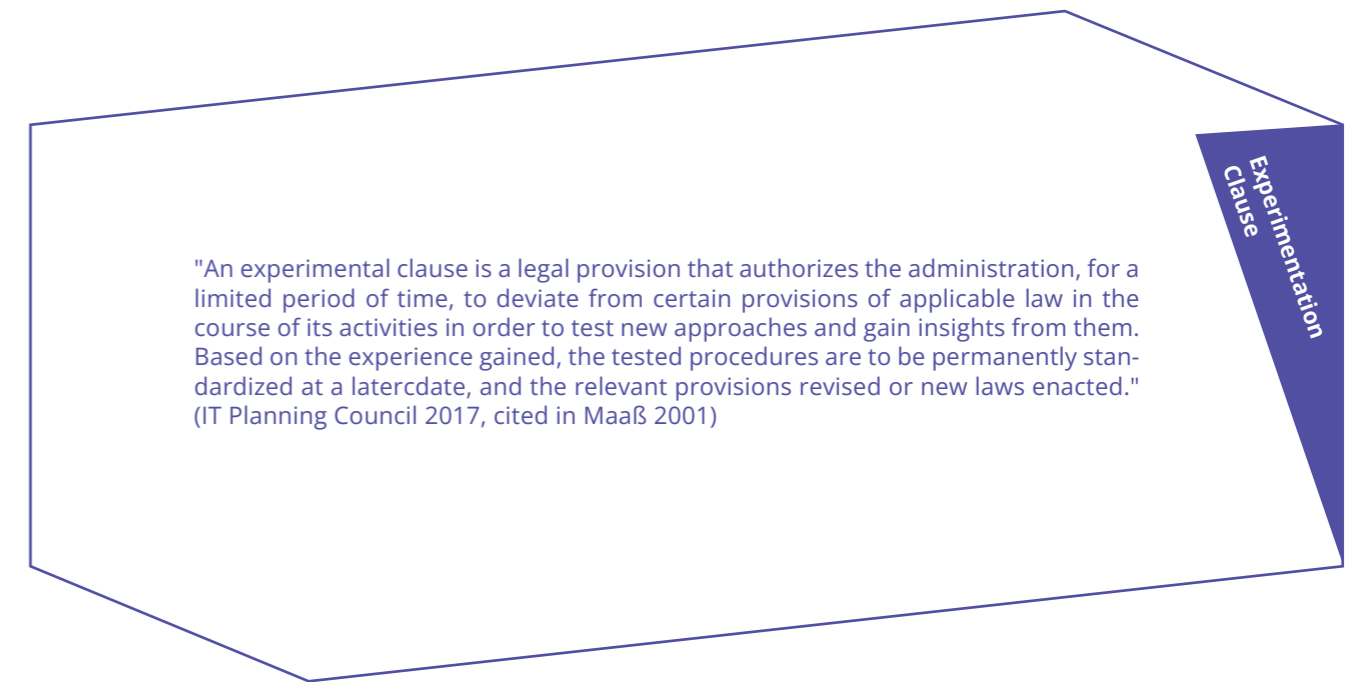 "An experimental clause is a legal provision that authorizes the administration, for a
limited period of time, to deviate from certain provisions of applicable law in the
course of its activities in order to test new approaches and gain insights from them.
Based on the experience gained, the tested procedures are to be permanently stan-
dardized at a latercdate, and the relevant provisions revised or new laws enacted."
(IT Planning Council 2017, cited in Maaß 2001)
Experimentation
Clause